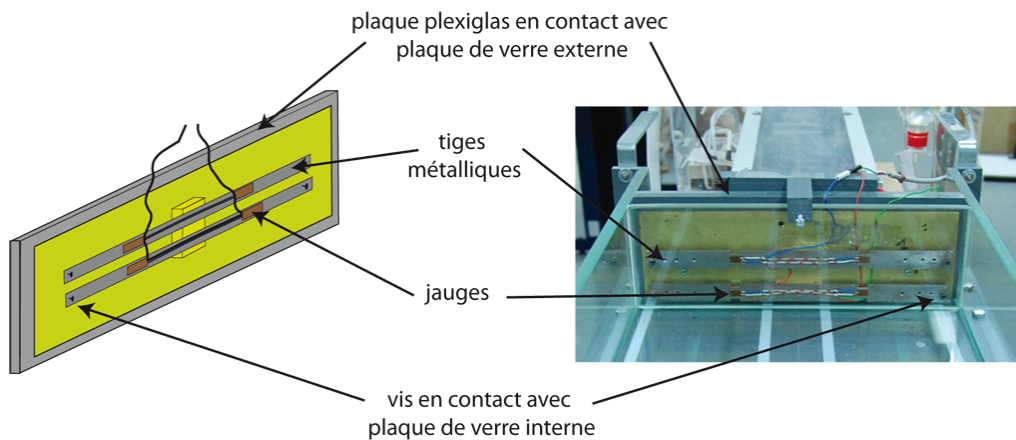 plaque plexiglas en contact avec
plaque de verre externe
tiges
métalliques
jauges
vis en contact avec
plaque de verre interne